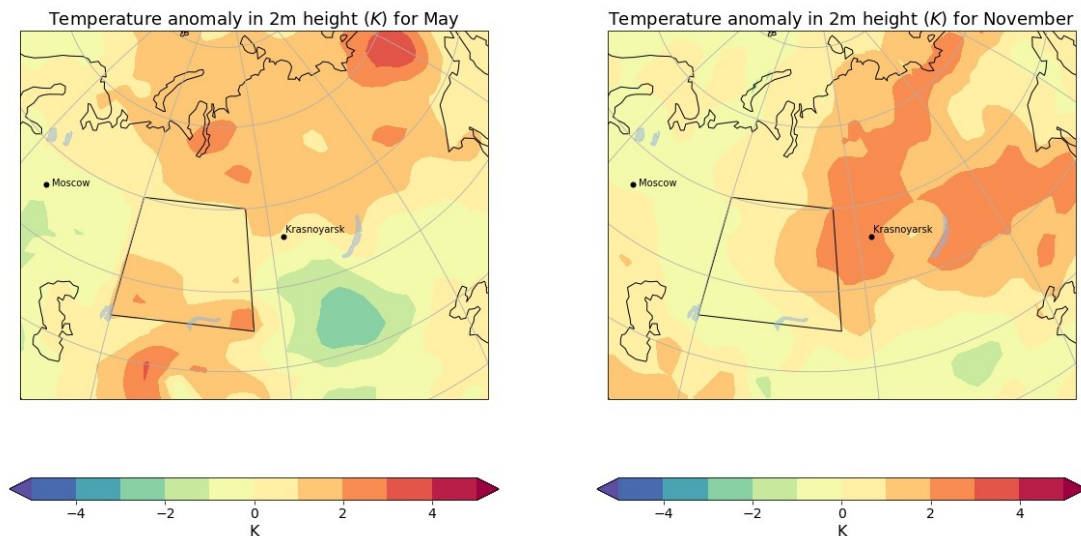 Temperature anomaly in 2m height (K) for May
Moscow
Krasnoyarsk
−4 −2 0 2 4
K
Temperature anomaly in 2m height (K) for November
Moscow
Krasnoyarsk
−4 −2 0 2 4
K